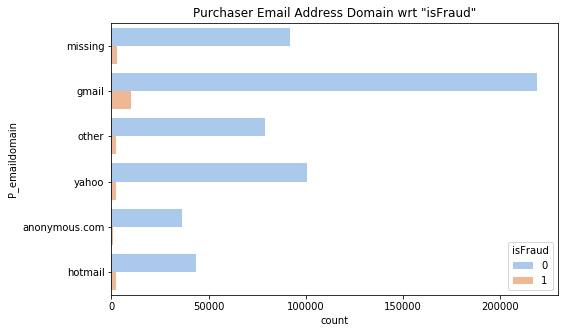 Purchaser Email Address Domain wrt "isFraud"
P_emaildomain
missing
gmail
other
yahoo
anonymous.com
hotmail
isFraud
0
1
0 50000 100000 150000 200000
count